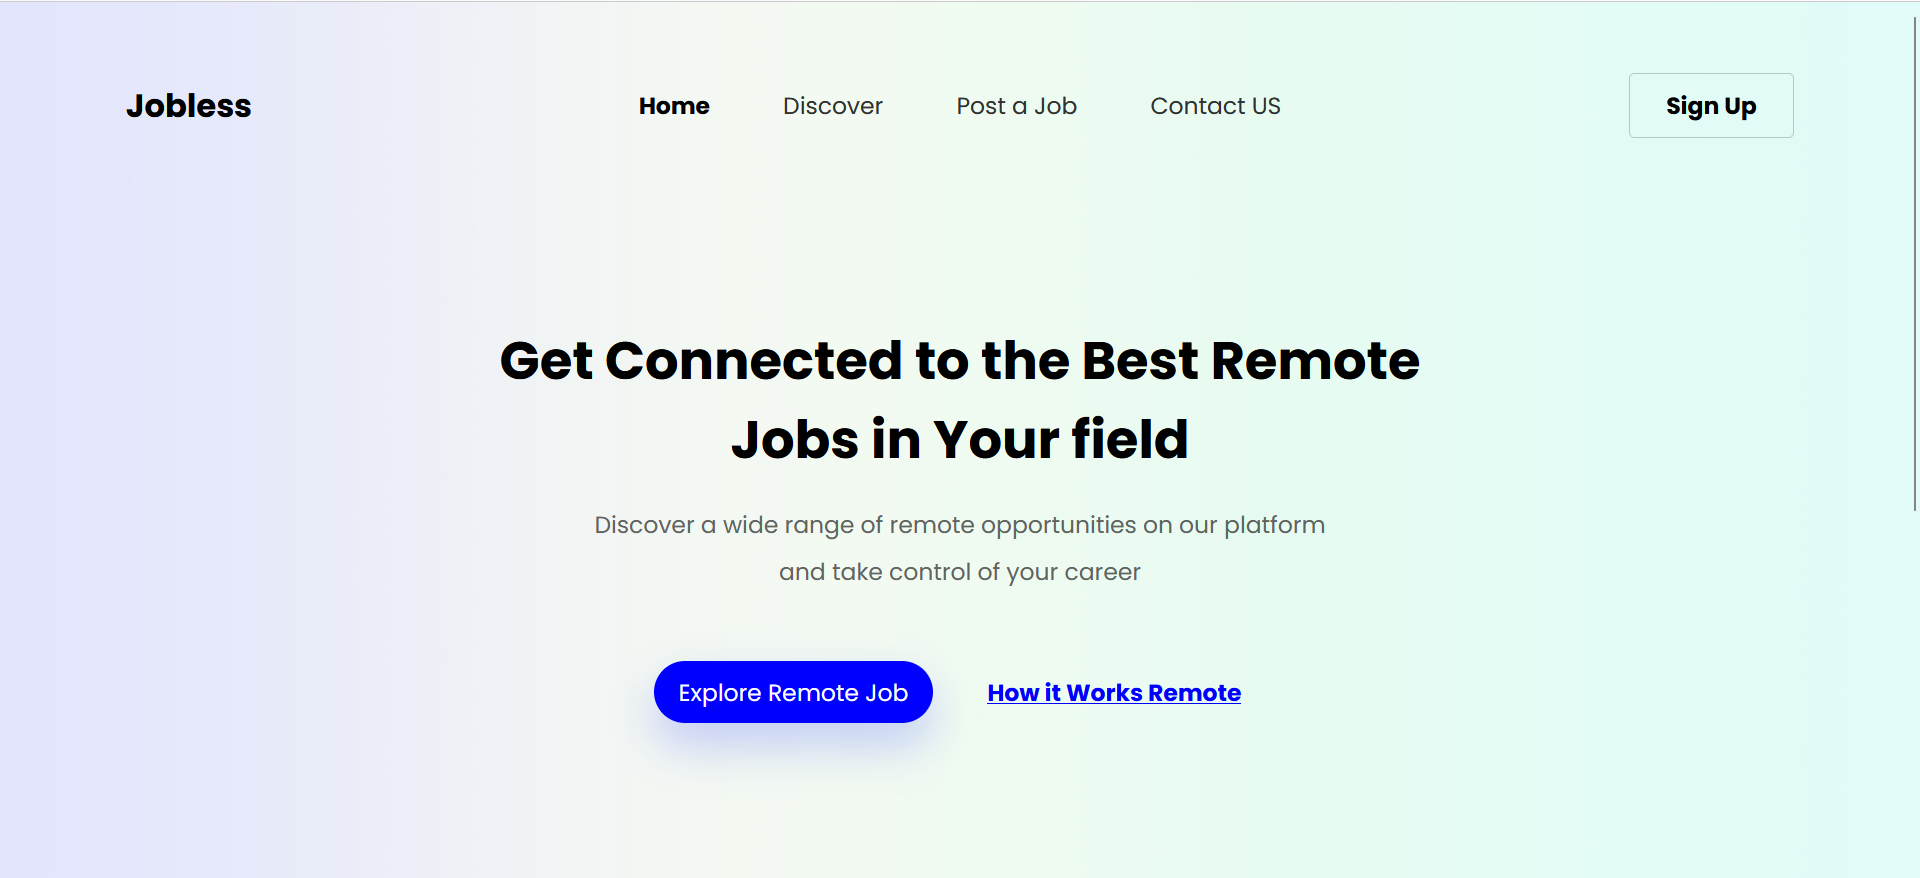 Jobless
Home
Discover
Post a Job
Contact US
Sign Up
Get Connected to the Best Remote
Jobs in Your field
Discover a wide range of remote opportunities on our platform
and take control of your career
Explore Remote Job
How it Works Remote